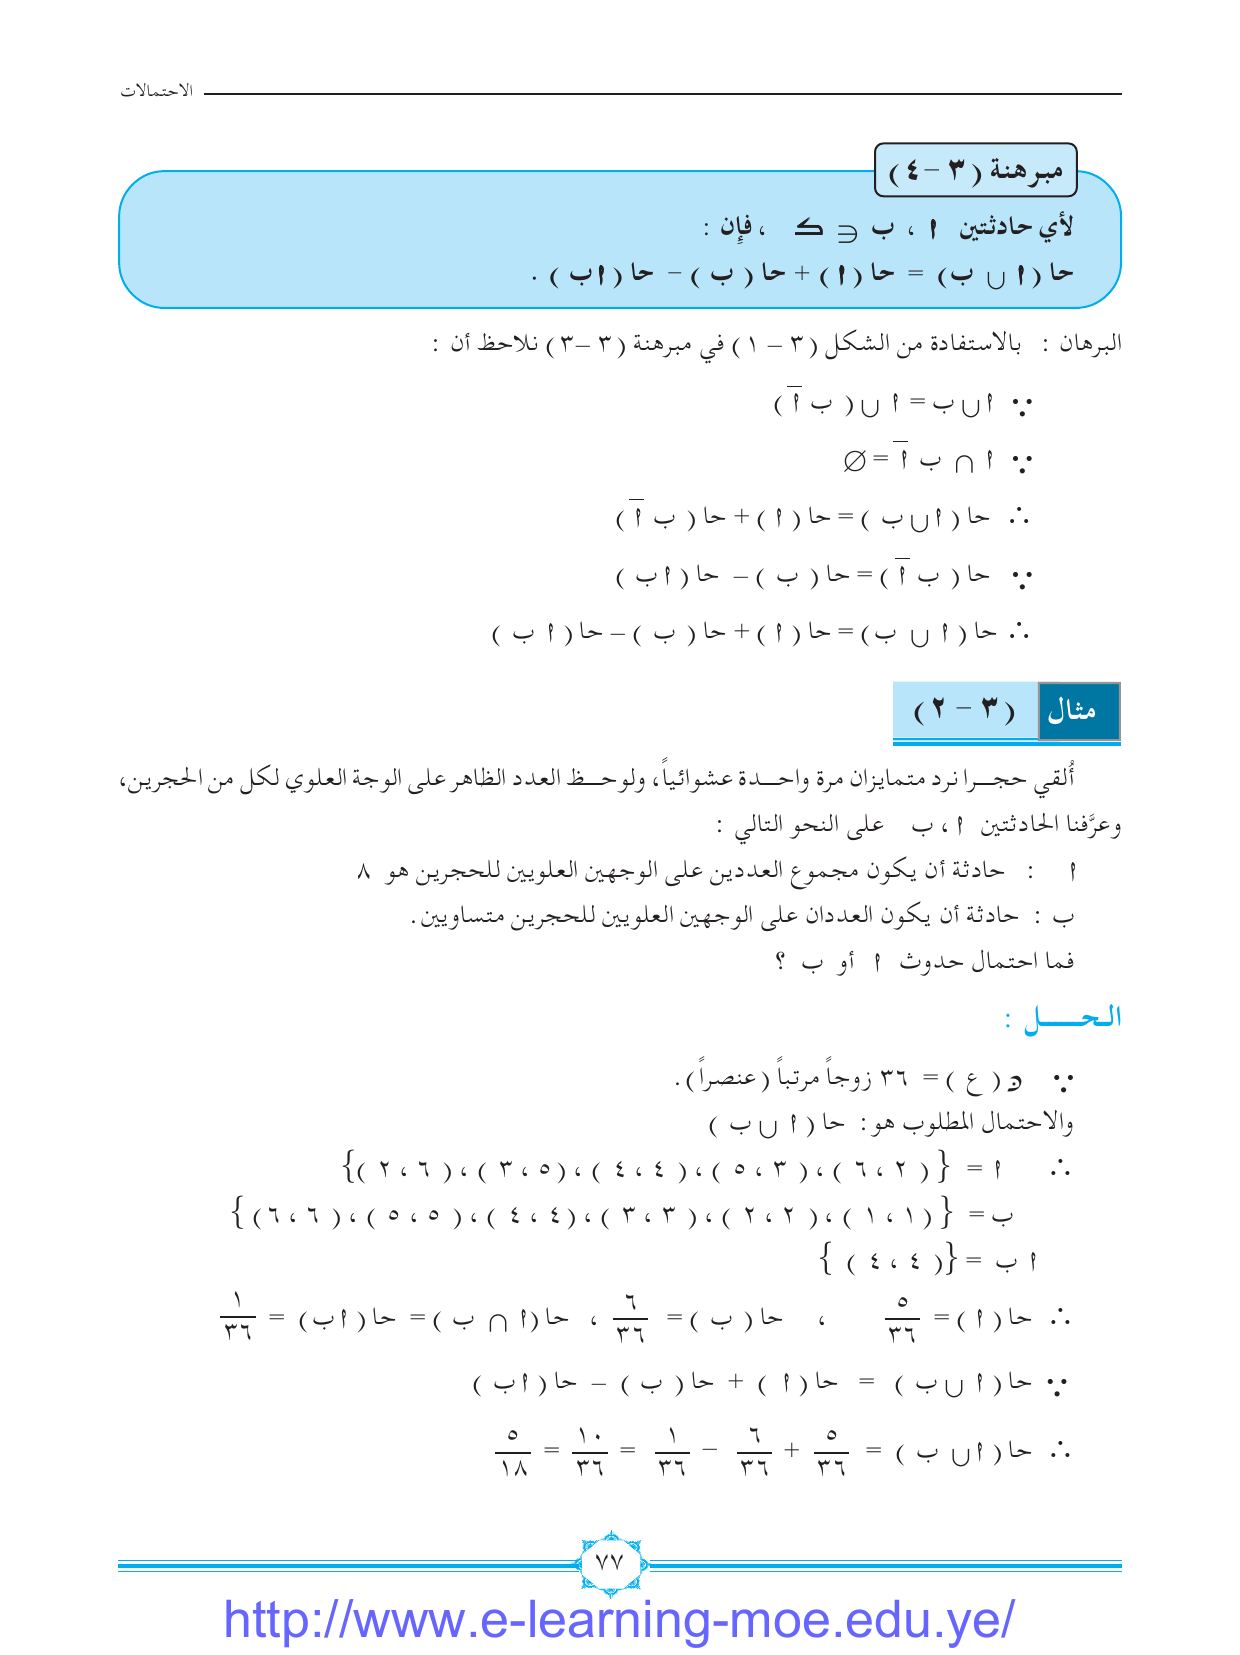 الاحتمالات
مبرهنة (٣-٤)
لأي حادثتين ا ، ب ∋ ك ، فإن :
حا (ا ∪ ب) = حا (ا) + حا (ب) - حا (اب) .
البرهان : بالاستفادة من الشكل (٣ - ١) في مبرهنة (٣ -٣) نلاحظ أن :
∵ ا∪ب = ا ∪ (ب ا̅)
∵ ا ∩ ب ا̅ = ∅
∴ حا (ا∪ب) = حا (ا) + حا (ب ا̅)
∵ حا (ب ا̅) = حا (ب) - حا (اب)
∴ حا (ا ∪ ب) = حا (ا) + حا (ب) - حا (ا ب)
مثال (٣ - ٢)
أُلقي حجرا نرد متمايزان مرة واحدة عشوائياً، ولوحظ العدد الظاهر على الوجة العلوي لكل من الحجرين،
وعرَّفنا الحادثتين ا ، ب على النحو التالي :
ا : حادثة أن يكون مجموع العددين على الوجهين العلويين للحجرين هو ٨
ب : حادثة أن يكون العددان على الوجهين العلويين للحجرين متساويين.
فما احتمال حدوث ا أو ب ؟
الحل :
∵ (ع) = ٣٦ زوجاً مرتباً (عنصراً).
والاحتمال المطلوب هو: حا (ا ∪ ب)
∴ ا = {(٢ ، ٦) ، (٣ ، ٥) ، (٤ ، ٤) ، (٥ ، ٣) ، (٦ ، ٢)}
ب = {(١ ، ١) ، (٢ ، ٢) ، (٣ ، ٣) ، (٤ ، ٤) ، (٥ ، ٥) ، (٦ ، ٦)}
ا ب = {(٤ ، ٤)}
∴ حا (ا) = ٥/٣٦ ، حا (ب) = ٦/٣٦ ، حا (ا ∩ ب) = حا (اب) = ١/٣٦
∵ حا (ا ∪ ب) = حا (ا) + حا (ب) - حا (اب)
∴ حا (ا ∪ ب) = ٥/٣٦ + ٦/٣٦ - ١/٣٦ = ١٠/٣٦ = ٥/١٨
٧٧
http://www.e-learning-moe.edu.ye/